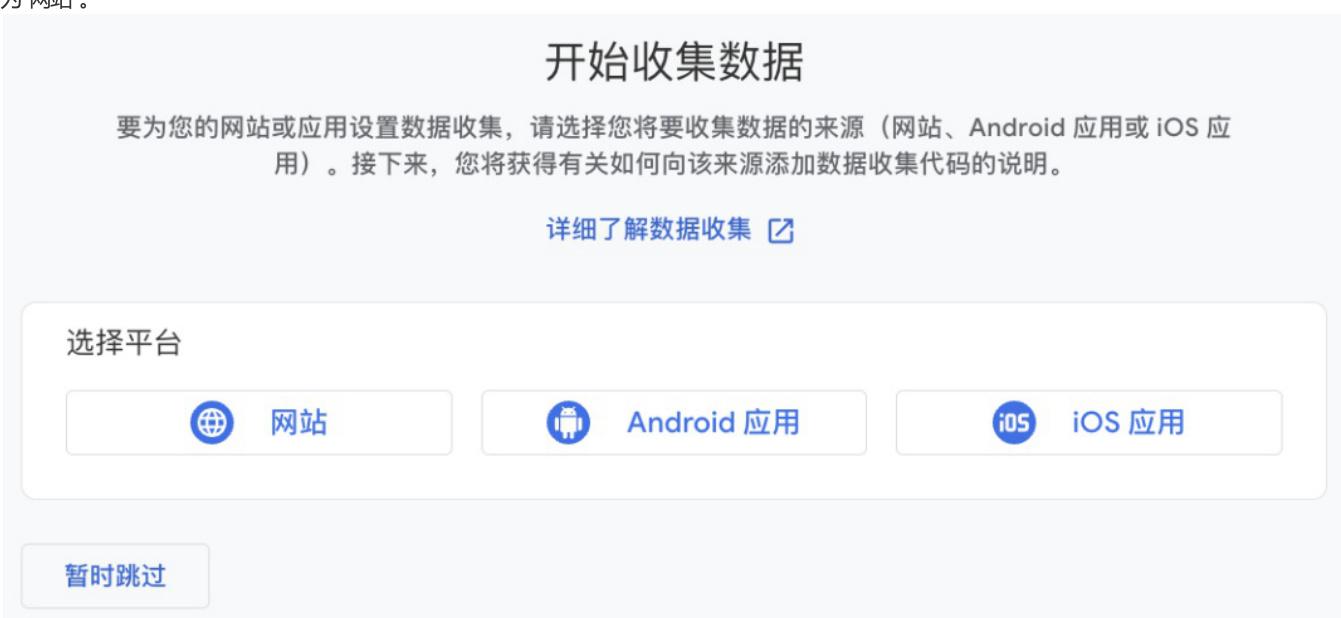 为“网站”。
开始收集数据
要为您的网站或应用设置数据收集，请选择您将要收集数据的来源（网站、Android 应用或 iOS 应
用）。接下来，您将获得有关如何向该来源添加数据收集代码的说明。
详细了解数据收集
选择平台
网站
Android 应用
iOS iOS 应用
暂时跳过